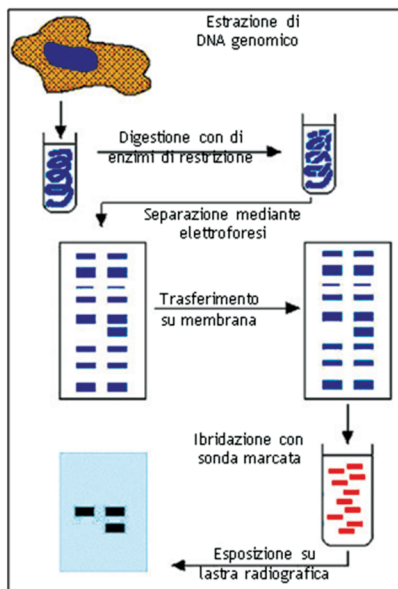 Estrazione di
DNA genomico
Digestione con di
enzimi di restrizione
Separazione mediante
elettroforesi
Trasferimento
su membrana
Ibridazione con
sonda marcata
Esposizione su
lastra radiografica